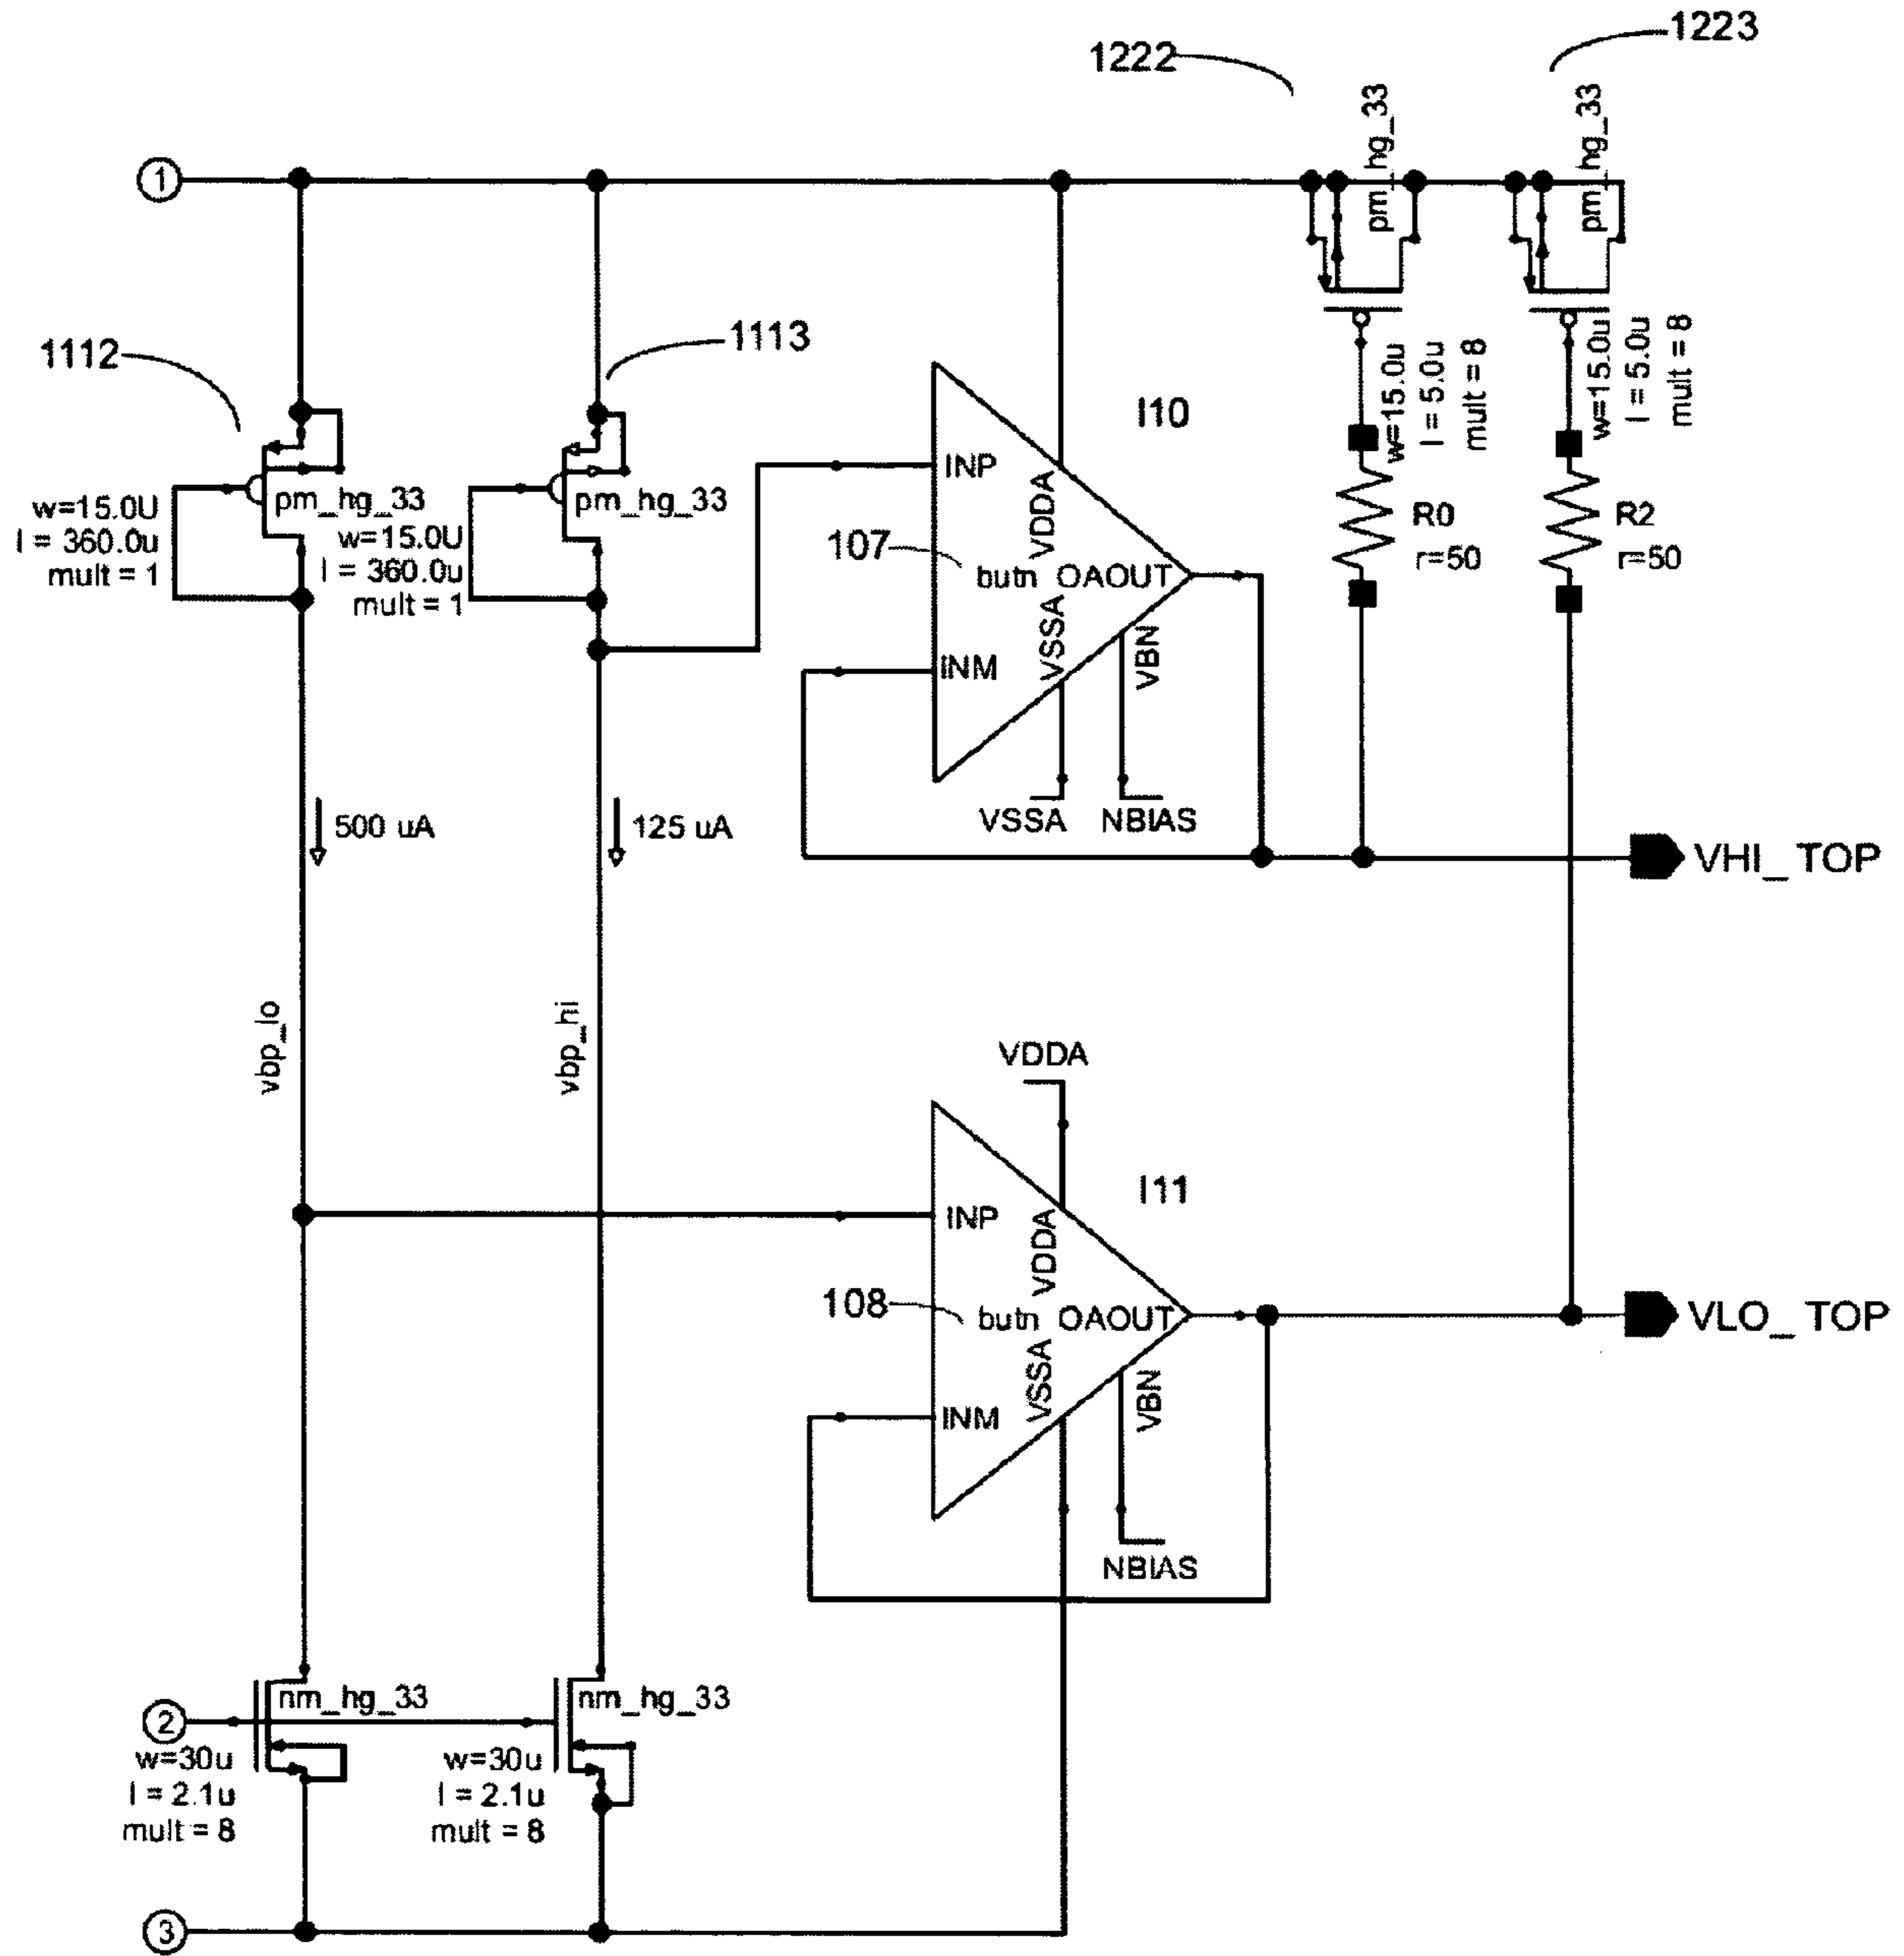 1222
1223
pm_hg_33
pm_hg_33
1
1112
1113
w=15.0u
l = 5.0u
mult = 8
w=15.0u
l = 5.0u
mult = 8
I10
INP
VDDA
pm_hg_33
w=15.0U
l = 360.0u
mult = 1
pm_hg_33
w=15.0U
l = 360.0u
mult = 1
107
butn
OAOUT
R0
r=50
R2
r=50
INM
VSSA
VBN
500 uA
125 uA
VSSA
NBIAS
VHI_TOP
vbp_lo
vbp_hi
VDDA
I11
INP
VDDA
108
butn
OAOUT
VLO_TOP
INM
VSSA
VBN
NBIAS
nm_hg_33
nm_hg_33
2
w=30u
l = 2.1u
mult = 8
w=30u
l = 2.1u
mult = 8
3